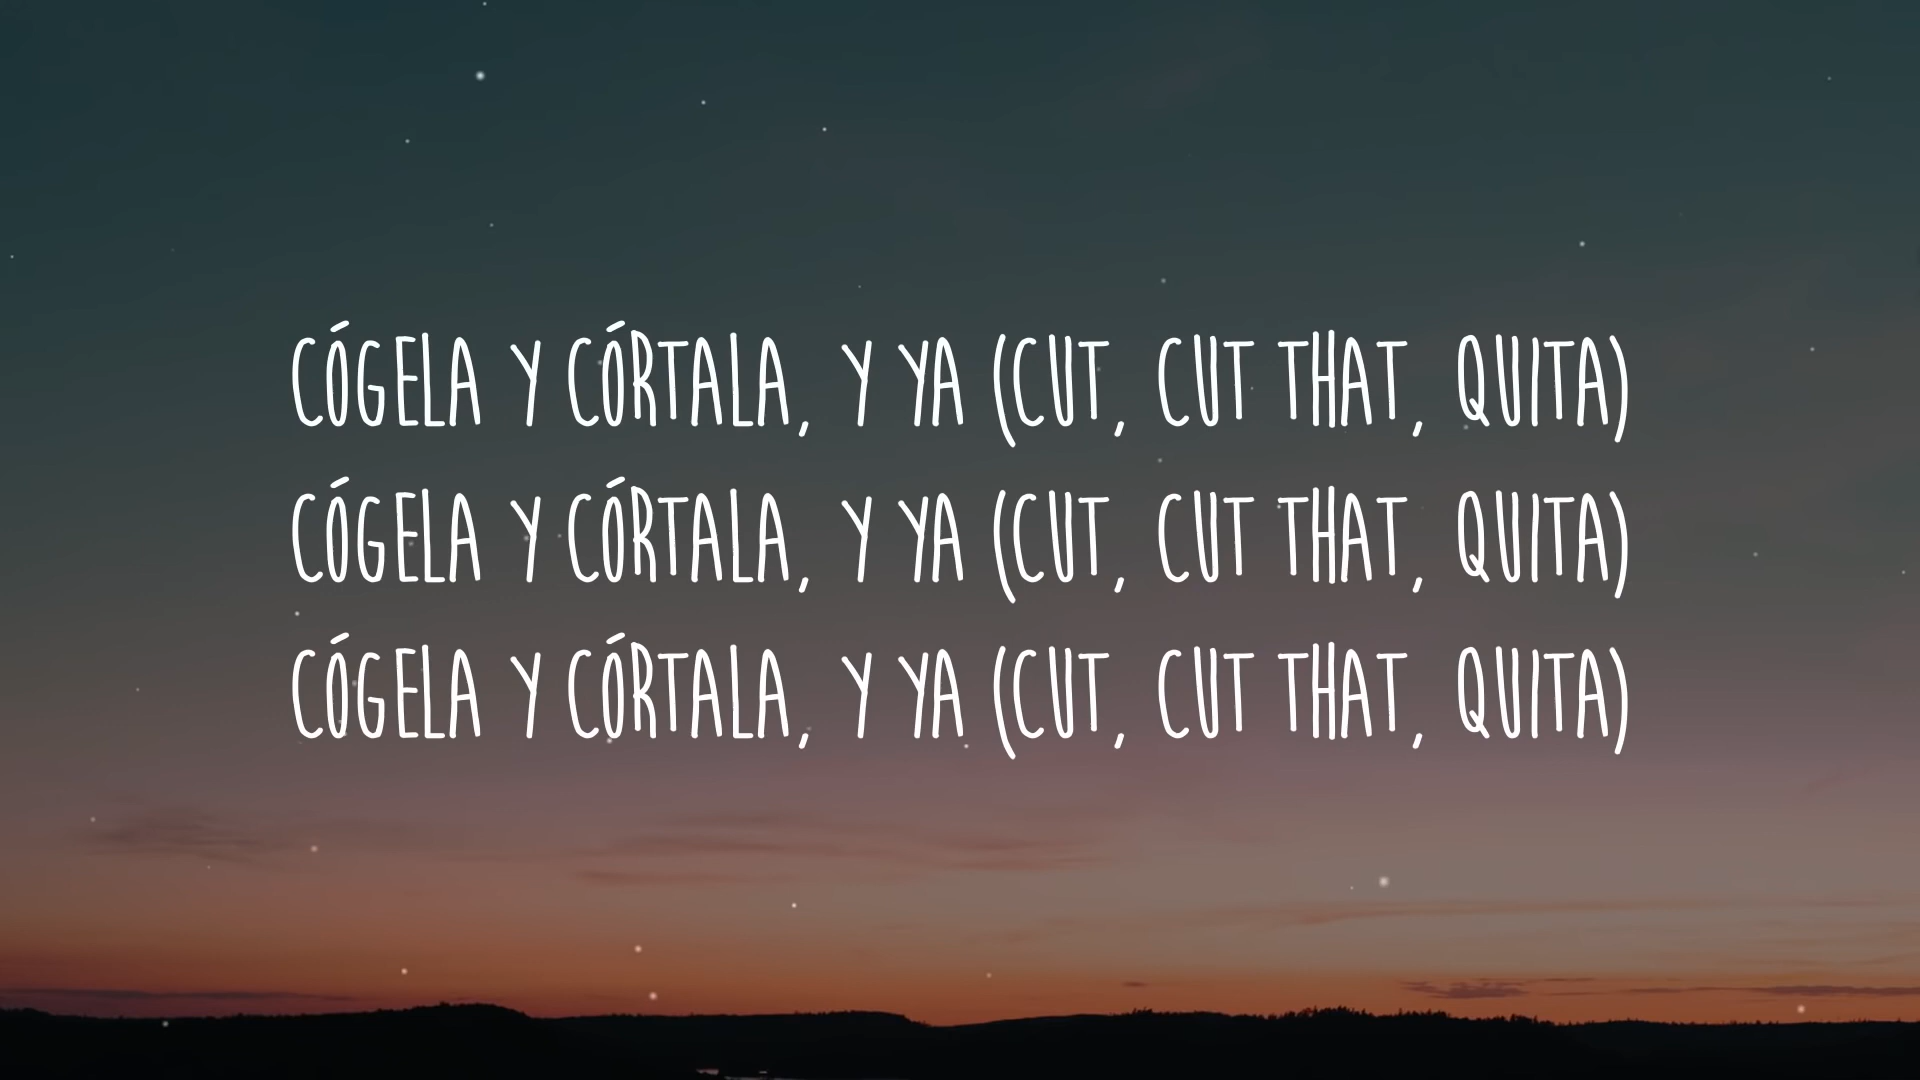 CÓGELA Y CÓRTALA, Y YA (CUT, CUT THAT, QUITA)
CÓGELA Y CÓRTALA, Y YA (CUT, CUT THAT, QUITA)
CÓGELA Y CÓRTALA, Y YA (CUT, CUT THAT, QUITA)